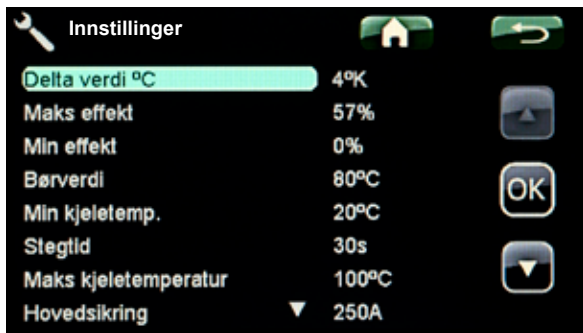 Innstillinger
Delta verdi ºC 4ºK
Maks effekt 57%
Min effekt 0%
Børverdi 80ºC
OK
Min kjeletemp. 20ºC
Stegtid 30s
Maks kjeletemperatur 100ºC
Hovedsikring 250A